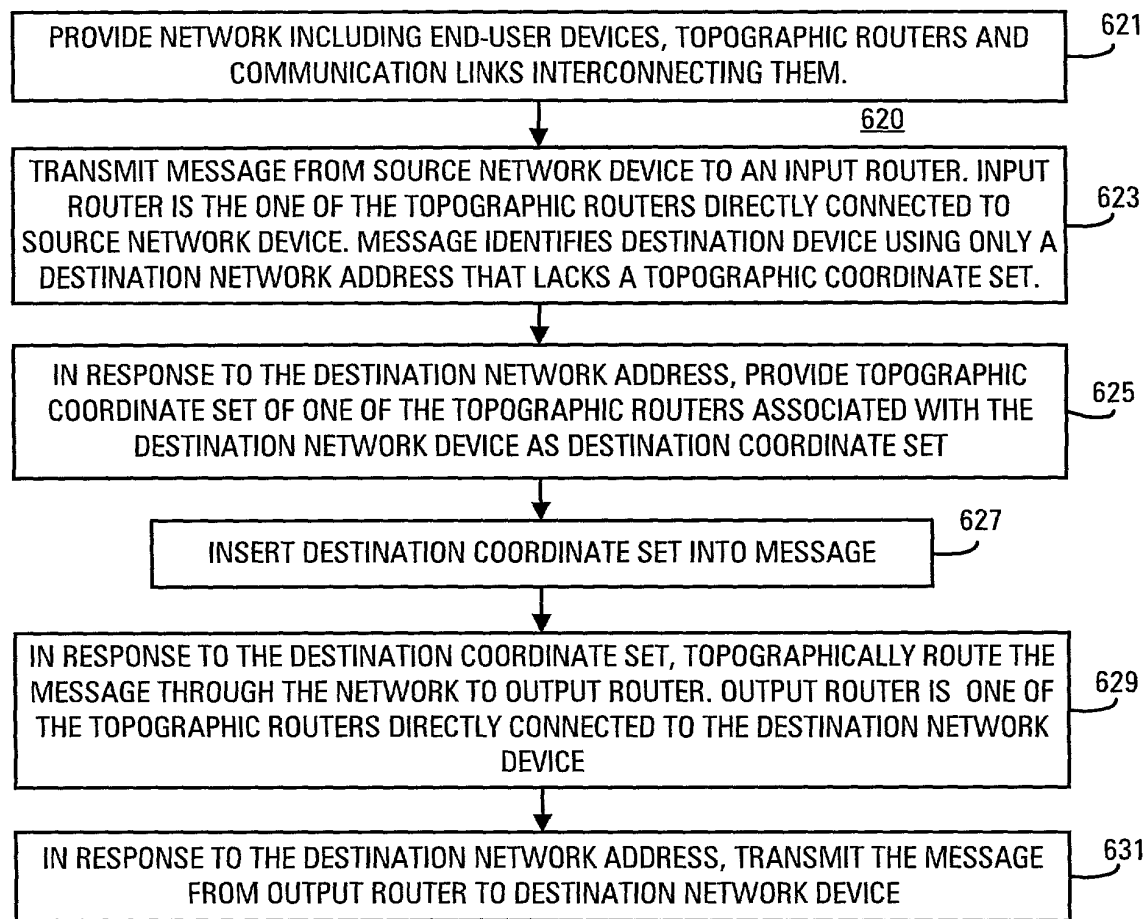 PROVIDE NETWORK INCLUDING END-USER DEVICES, TOPOGRAPHIC ROUTERS AND
COMMUNICATION LINKS INTERCONNECTING THEM.
621
620
TRANSMIT MESSAGE FROM SOURCE NETWORK DEVICE TO AN INPUT ROUTER. INPUT
ROUTER IS THE ONE OF THE TOPOGRAPHIC ROUTERS DIRECTLY CONNECTED TO
SOURCE NETWORK DEVICE. MESSAGE IDENTIFIES DESTINATION DEVICE USING ONLY A
DESTINATION NETWORK ADDRESS THAT LACKS A TOPOGRAPHIC COORDINATE SET.
623
IN RESPONSE TO THE DESTINATION NETWORK ADDRESS, PROVIDE TOPOGRAPHIC
COORDINATE SET OF ONE OF THE TOPOGRAPHIC ROUTERS ASSOCIATED WITH THE
DESTINATION NETWORK DEVICE AS DESTINATION COORDINATE SET
625
INSERT DESTINATION COORDINATE SET INTO MESSAGE
627
IN RESPONSE TO THE DESTINATION COORDINATE SET, TOPOGRAPHICALLY ROUTE THE
MESSAGE THROUGH THE NETWORK TO OUTPUT ROUTER. OUTPUT ROUTER IS ONE OF
THE TOPOGRAPHIC ROUTERS DIRECTLY CONNECTED TO THE DESTINATION NETWORK
DEVICE
629
IN RESPONSE TO THE DESTINATION NETWORK ADDRESS, TRANSMIT THE MESSAGE
FROM OUTPUT ROUTER TO DESTINATION NETWORK DEVICE
631